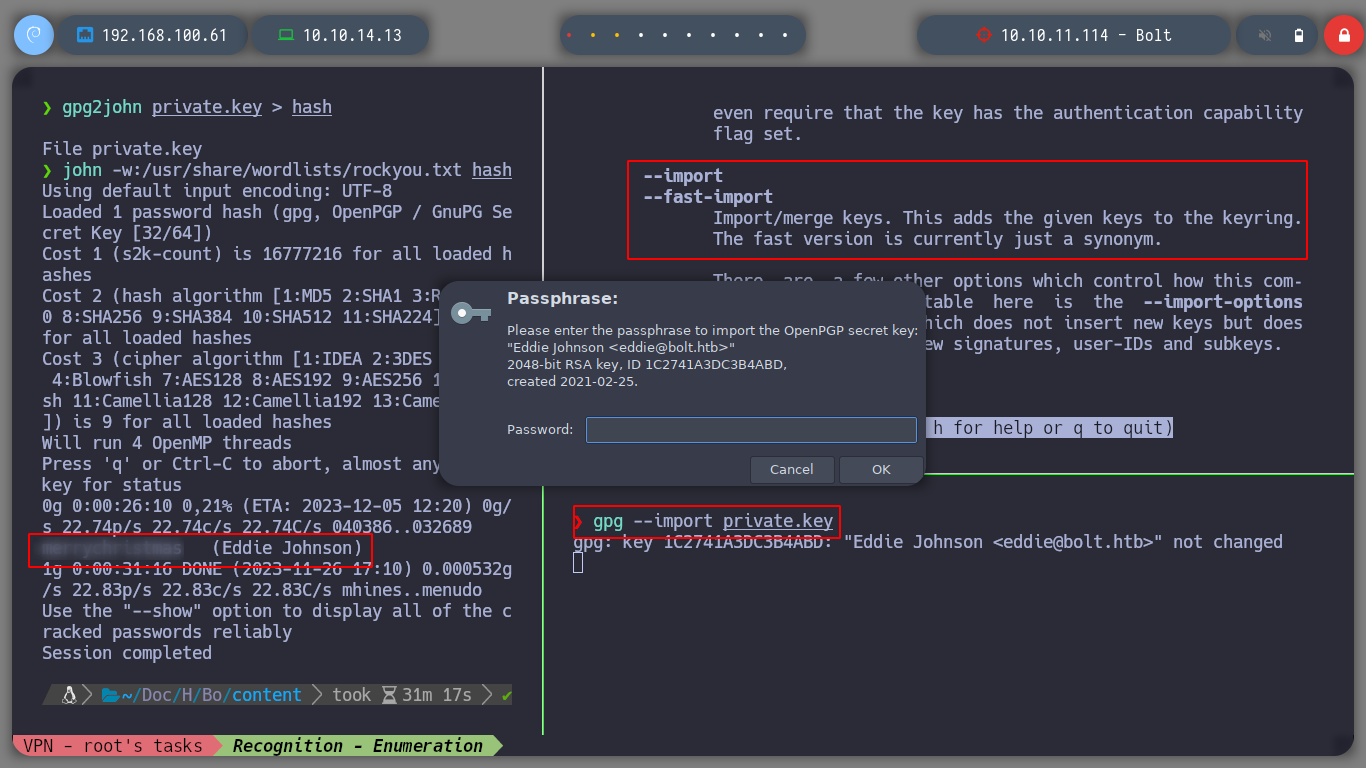 192.168.100.61
10.10.14.13
10.10.11.114 - Bolt
❯ gpg2john private.key > hash
File private.key
❯ john -w:/usr/share/wordlists/rockyou.txt hash
Using default input encoding: UTF-8
Loaded 1 password hash (gpg, OpenPGP / GnuPG Se
cret Key [32/64])
Cost 1 (s2k-count) is 16777216 for all loaded h
ashes
Cost 2 (hash algorithm [1:MD5 2:SHA1 3:R
0 8:SHA256 9:SHA384 10:SHA512 11:SHA224]
for all loaded hashes
Cost 3 (cipher algorithm [1:IDEA 2:3DES
4:Blowfish 7:AES128 8:AES192 9:AES256 1
sh 11:Camellia128 12:Camellia192 13:Came
]) is 9 for all loaded hashes
Will run 4 OpenMP threads
Press 'q' or Ctrl-C to abort, almost any
key for status
0g 0:00:26:10 0,21% (ETA: 2023-12-05 12:20) 0g/
s 22.74p/s 22.74c/s 22.74C/s 040386..032689
(Eddie Johnson)
1g 0:00:31:16 DONE (2023-11-26 17:10) 0.000532g
/s 22.83p/s 22.83c/s 22.83C/s mhines..menudo
Use the "--show" option to display all of the c
racked passwords reliably
Session completed
~/Doc/H/Bo/content took 31m 17s ✔
even require that the key has the authentication capability
flag set.
--import
--fast-import
Import/merge keys. This adds the given keys to the keyring.
The fast version is currently just a synonym.
There are a few other options which control how this com-
table here is the --import-options
hich does not insert new keys but does
ew signatures, user-IDs and subkeys.
h for help or q to quit)
Passphrase:
Please enter the passphrase to import the OpenPGP secret key:
"Eddie Johnson <eddie@bolt.htb>"
2048-bit RSA key, ID 1C2741A3DC3B4ABD,
created 2021-02-25.
Password:
Cancel
OK
❯ gpg --import private.key
gpg: key 1C2741A3DC3B4ABD: "Eddie Johnson <eddie@bolt.htb>" not changed
VPN - root's tasks
Recognition - Enumeration